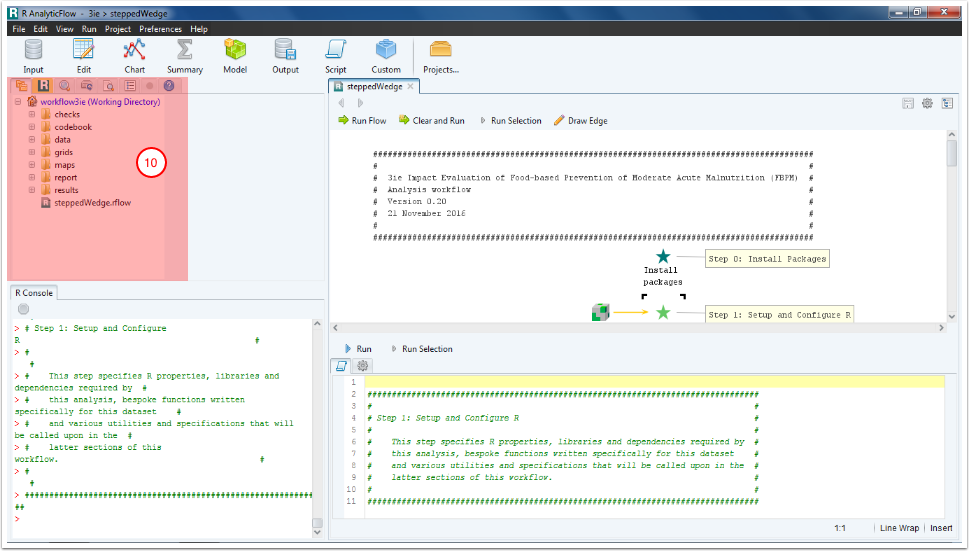 R AnalyticFlow - 3ie > steppedWedge
File Edit View Run Project Preferences Help
Input Edit Chart Summary Model Output Script Custom Projects...
steppedWedge
workflow3ie (Working Directory)
checks
codebook
data
grids
maps
report
results
steppedWedge.rflow
10
Run Flow Clear and Run Run Selection Draw Edge
################################################################################
# #
# 3ie Impact Evaluation of Food-based Prevention of Moderate Acute Malnutrition (FBPM) #
# Analysis workflow #
# Version 0.20 #
# 21 November 2016 #
# #
################################################################################
Install
packages
Step 0: Install Packages
Step 1: Setup and Configure R
R Console
> # Step 1: Setup and Configure
R #
> #
#
> # This step specifies R properties, libraries and
dependencies required by #
> # this analysis, bespoke functions written
specifically for this dataset #
> # and various utilities and specifications that will
be called upon in the #
> # latter sections of this
workflow. #
> #
#
> ##############################################################
##
>
Run Run Selection
1
2 ################################################################################
3 # #
4 # Step 1: Setup and Configure R #
5 # #
6 # This step specifies R properties, libraries and dependencies required by #
7 # this analysis, bespoke functions written specifically for this dataset #
8 # and various utilities and specifications that will be called upon in the #
9 # latter sections of this workflow. #
10 # #
11 ################################################################################
1:1 Line Wrap Insert